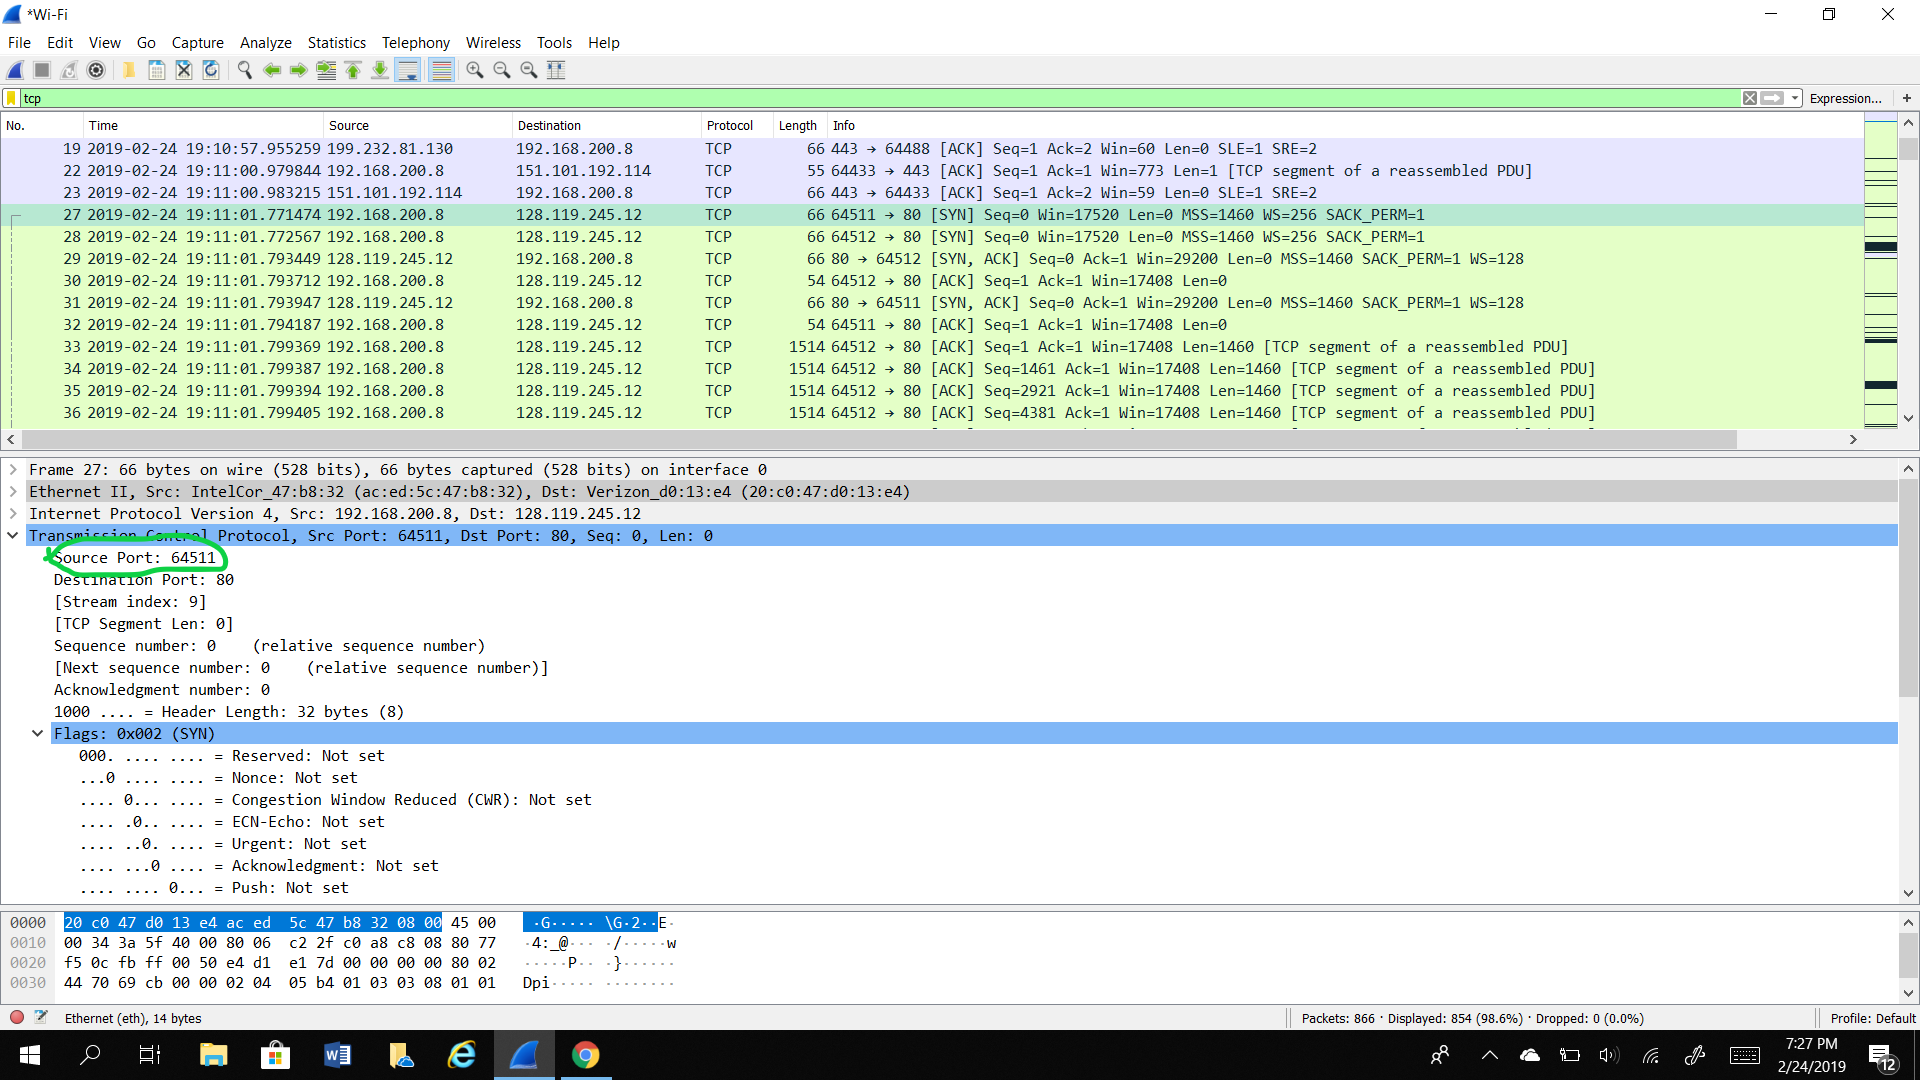 *Wi-Fi
File Edit View Go Capture Analyze Statistics Telephony Wireless Tools Help
tcp Expression... +
No. Time Source Destination Protocol Length Info
19 2019-02-24 19:10:57.955259 199.232.81.130 192.168.200.8 TCP 66 443 → 64488 [ACK] Seq=1 Ack=2 Win=60 Len=0 SLE=1 SRE=2
22 2019-02-24 19:11:00.979844 192.168.200.8 151.101.192.114 TCP 55 64433 → 443 [ACK] Seq=1 Ack=1 Win=773 Len=1 [TCP segment of a reassembled PDU]
23 2019-02-24 19:11:00.983215 151.101.192.114 192.168.200.8 TCP 66 443 → 64433 [ACK] Seq=1 Ack=2 Win=59 Len=0 SLE=1 SRE=2
27 2019-02-24 19:11:01.771474 192.168.200.8 128.119.245.12 TCP 66 64511 → 80 [SYN] Seq=0 Win=17520 Len=0 MSS=1460 WS=256 SACK_PERM=1
28 2019-02-24 19:11:01.772567 192.168.200.8 128.119.245.12 TCP 66 64512 → 80 [SYN] Seq=0 Win=17520 Len=0 MSS=1460 WS=256 SACK_PERM=1
29 2019-02-24 19:11:01.793449 128.119.245.12 192.168.200.8 TCP 66 80 → 64512 [SYN, ACK] Seq=0 Ack=1 Win=29200 Len=0 MSS=1460 SACK_PERM=1 WS=128
30 2019-02-24 19:11:01.793712 192.168.200.8 128.119.245.12 TCP 54 64512 → 80 [ACK] Seq=1 Ack=1 Win=17408 Len=0
31 2019-02-24 19:11:01.793947 128.119.245.12 192.168.200.8 TCP 66 80 → 64511 [SYN, ACK] Seq=0 Ack=1 Win=29200 Len=0 MSS=1460 SACK_PERM=1 WS=128
32 2019-02-24 19:11:01.794187 192.168.200.8 128.119.245.12 TCP 54 64511 → 80 [ACK] Seq=1 Ack=1 Win=17408 Len=0
33 2019-02-24 19:11:01.799369 192.168.200.8 128.119.245.12 TCP 1514 64512 → 80 [ACK] Seq=1 Ack=1 Win=17408 Len=1460 [TCP segment of a reassembled PDU]
34 2019-02-24 19:11:01.799387 192.168.200.8 128.119.245.12 TCP 1514 64512 → 80 [ACK] Seq=1461 Ack=1 Win=17408 Len=1460 [TCP segment of a reassembled PDU]
35 2019-02-24 19:11:01.799394 192.168.200.8 128.119.245.12 TCP 1514 64512 → 80 [ACK] Seq=2921 Ack=1 Win=17408 Len=1460 [TCP segment of a reassembled PDU]
36 2019-02-24 19:11:01.799405 192.168.200.8 128.119.245.12 TCP 1514 64512 → 80 [ACK] Seq=4381 Ack=1 Win=17408 Len=1460 [TCP segment of a reassembled PDU]
Frame 27: 66 bytes on wire (528 bits), 66 bytes captured (528 bits) on interface 0
Ethernet II, Src: IntelCor_47:b8:32 (ac:ed:5c:47:b8:32), Dst: Verizon_d0:13:e4 (20:c0:47:d0:13:e4)
Internet Protocol Version 4, Src: 192.168.200.8, Dst: 128.119.245.12
Transmission Control Protocol, Src Port: 64511, Dst Port: 80, Seq: 0, Len: 0
Source Port: 64511
Destination Port: 80
[Stream index: 9]
[TCP Segment Len: 0]
Sequence number: 0 (relative sequence number)
[Next sequence number: 0 (relative sequence number)]
Acknowledgment number: 0
1000 .... = Header Length: 32 bytes (8)
Flags: 0x002 (SYN)
000. .... .... = Reserved: Not set
...0 .... .... = Nonce: Not set
.... 0... .... = Congestion Window Reduced (CWR): Not set
.... .0.. .... = ECN-Echo: Not set
.... ..0. .... = Urgent: Not set
.... ...0 .... = Acknowledgment: Not set
.... .... 0... = Push: Not set
0000 20 c0 47 d0 13 e4 ac ed 5c 47 b8 32 08 00 45 00 ·G····· \G·2··E·
0010 00 34 3a 5f 40 00 80 06 c2 2f c0 a8 c8 08 80 77 ·4:_@··· ·/·····w
0020 f5 0c fb ff 00 50 e4 d1 e1 7d 00 00 00 00 80 02 ·····P·· ·}······
0030 44 70 69 cb 00 00 02 04 05 b4 01 03 03 08 01 01 Dpi····· ········
Ethernet (eth), 14 bytes Packets: 866 · Displayed: 854 (98.6%) · Dropped: 0 (0.0%) Profile: Default
7:27 PM
2/24/2019
12